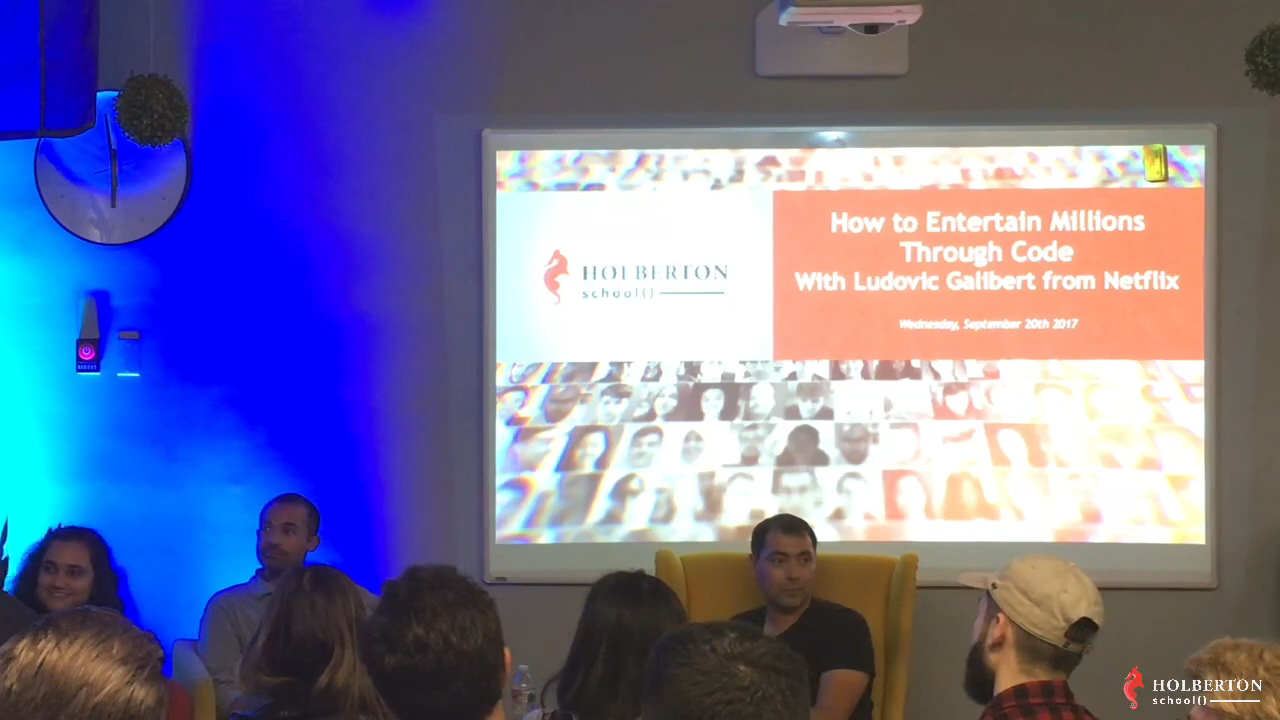 How to Entertain Millions
Through Code
With Ludovic Galibert from Netflix
Wednesday, September 20th 2017
HOLBERTON
school()
HOLBERTON
school()